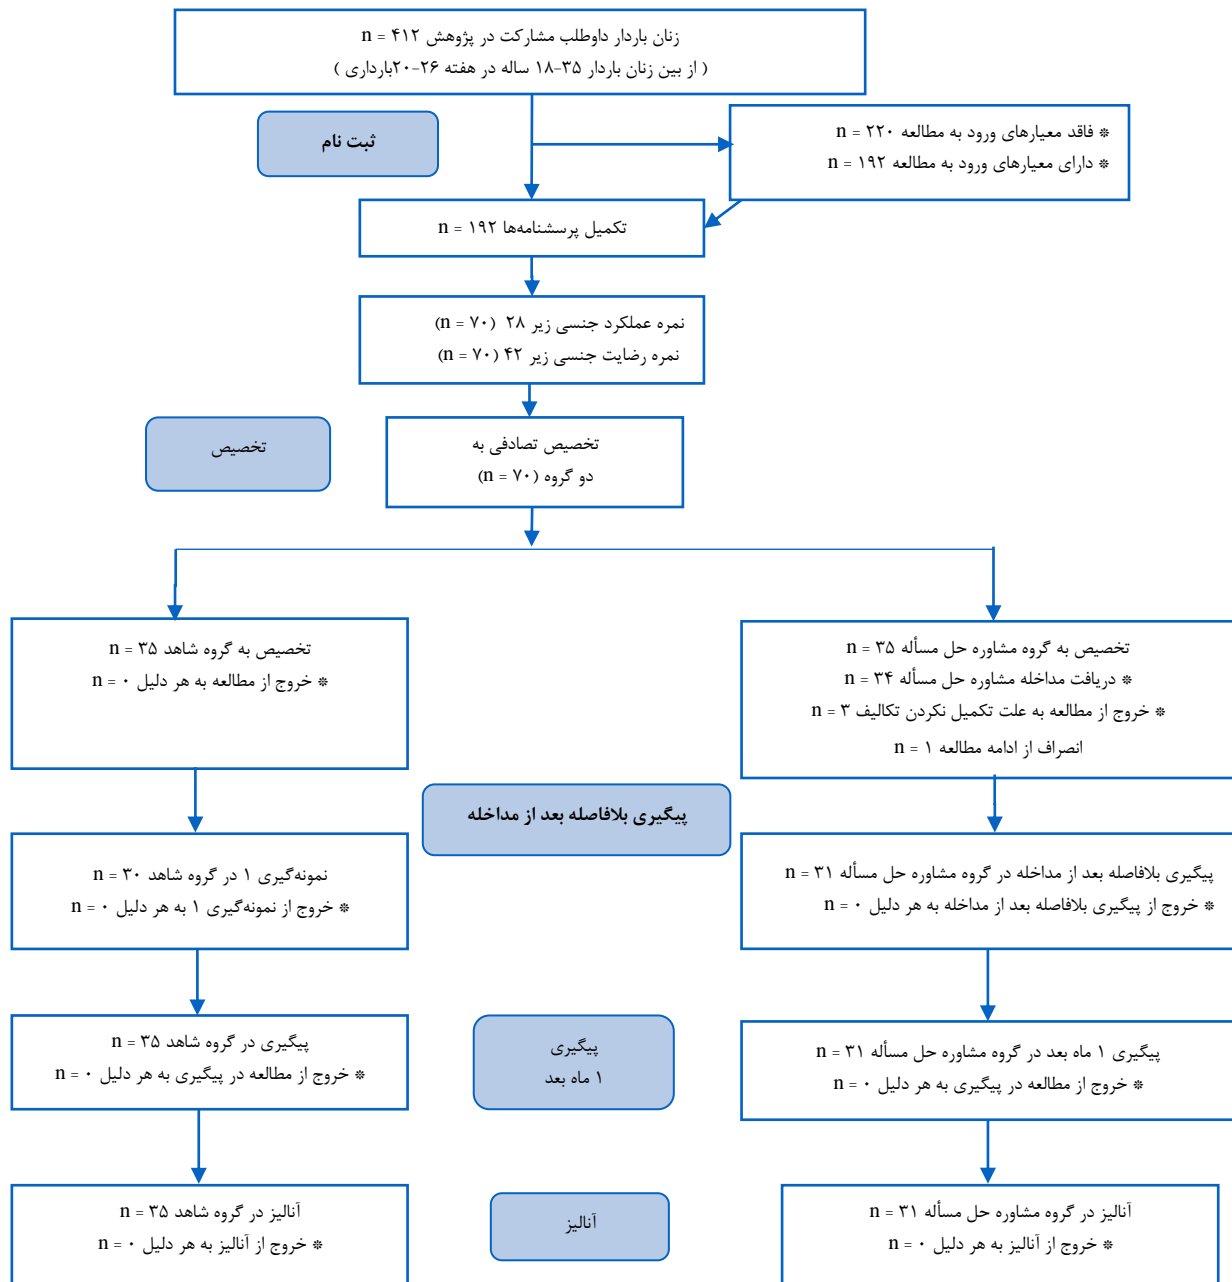 زنان باردار داوطلب مشارکت در پژوهش n = ۴۱۲
( از بین زنان باردار ۳۵-۱۸ ساله در هفته ۲۶-۲۰بارداری )
ثبت نام
* فاقد معیارهای ورود به مطالعه n = ۲۲۰
* دارای معیارهای ورود به مطالعه n = ۱۹۲
تکمیل پرسشنامه‌ها n = ۱۹۲
نمره عملکرد جنسی زیر ۲۸ (n = ۷۰)
نمره رضایت جنسی زیر ۴۲ (n = ۷۰)
تخصیص
تخصیص تصادفی به
دو گروه (n = ۷۰)
تخصیص به گروه مشاوره حل مسأله n = ۳۵
* دریافت مداخله مشاوره حل مسأله n = ۳۴
* خروج از مطالعه به علت تکمیل نکردن تکالیف n = ۳
انصراف از ادامه مطالعه n = ۱
تخصیص به گروه شاهد n = ۳۵
* خروج از مطالعه به هر دلیل n = ۰
پیگیری بلافاصله بعد از مداخله
پیگیری بلافاصله بعد از مداخله در گروه مشاوره حل مسأله n = ۳۱
* خروج از پیگیری بلافاصله بعد از مداخله به هر دلیل n = ۰
نمونه‌گیری ۱ در گروه شاهد n = ۳۰
* خروج از نمونه‌گیری ۱ به هر دلیل n = ۰
پیگیری
۱ ماه بعد
پیگیری ۱ ماه بعد در گروه مشاوره حل مسأله n = ۳۱
* خروج از مطالعه در پیگیری به هر دلیل n = ۰
پیگیری در گروه شاهد n = ۳۵
* خروج از مطالعه در پیگیری به هر دلیل n = ۰
آنالیز
آنالیز در گروه مشاوره حل مسأله n = ۳۱
* خروج از آنالیز به هر دلیل n = ۰
آنالیز در گروه شاهد n = ۳۵
* خروج از آنالیز به هر دلیل n = ۰